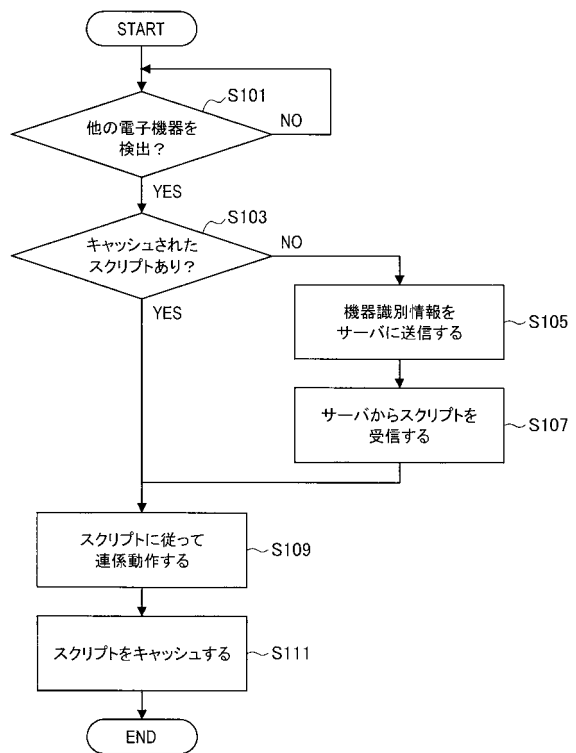 START
S101
他の電子機器を
検出？
NO
YES
S103
キャッシュされた
スクリプトあり？
NO
YES
機器識別情報を
サーバに送信する
S105
サーバからスクリプトを
受信する
S107
スクリプトに従って
連係動作する
S109
スクリプトをキャッシュする
S111
END